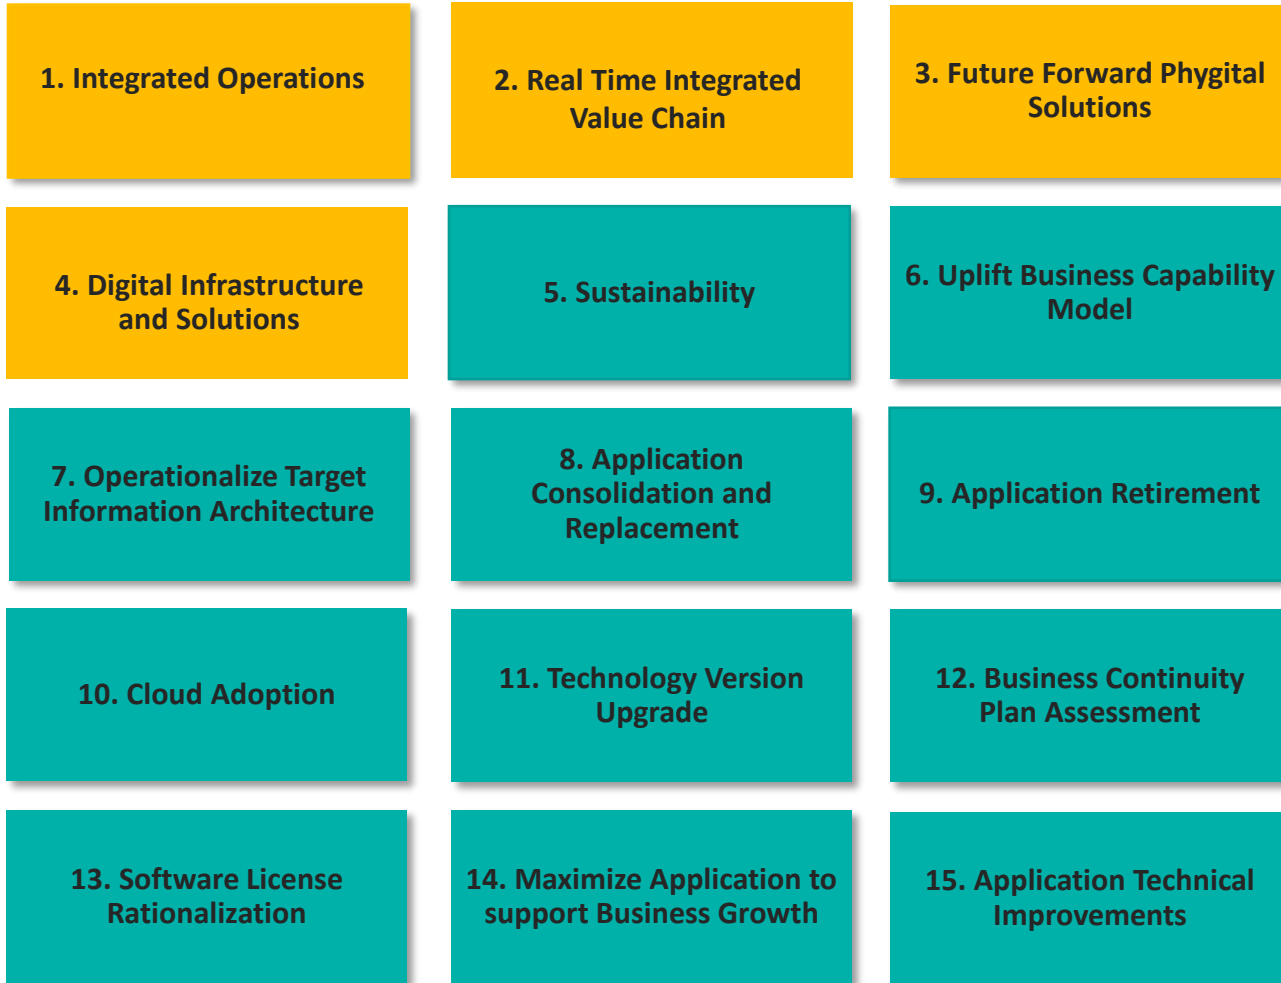 1. Integrated Operations
2. Real Time Integrated
Value Chain
3. Future Forward Phygital
Solutions
4. Digital Infrastructure
and Solutions
5. Sustainability
6. Uplift Business Capability
Model
7. Operationalize Target
Information Architecture
8. Application
Consolidation and
Replacement
9. Application Retirement
10. Cloud Adoption
11. Technology Version
Upgrade
12. Business Continuity
Plan Assessment
13. Software License
Rationalization
14. Maximize Application to
support Business Growth
15. Application Technical
Improvements